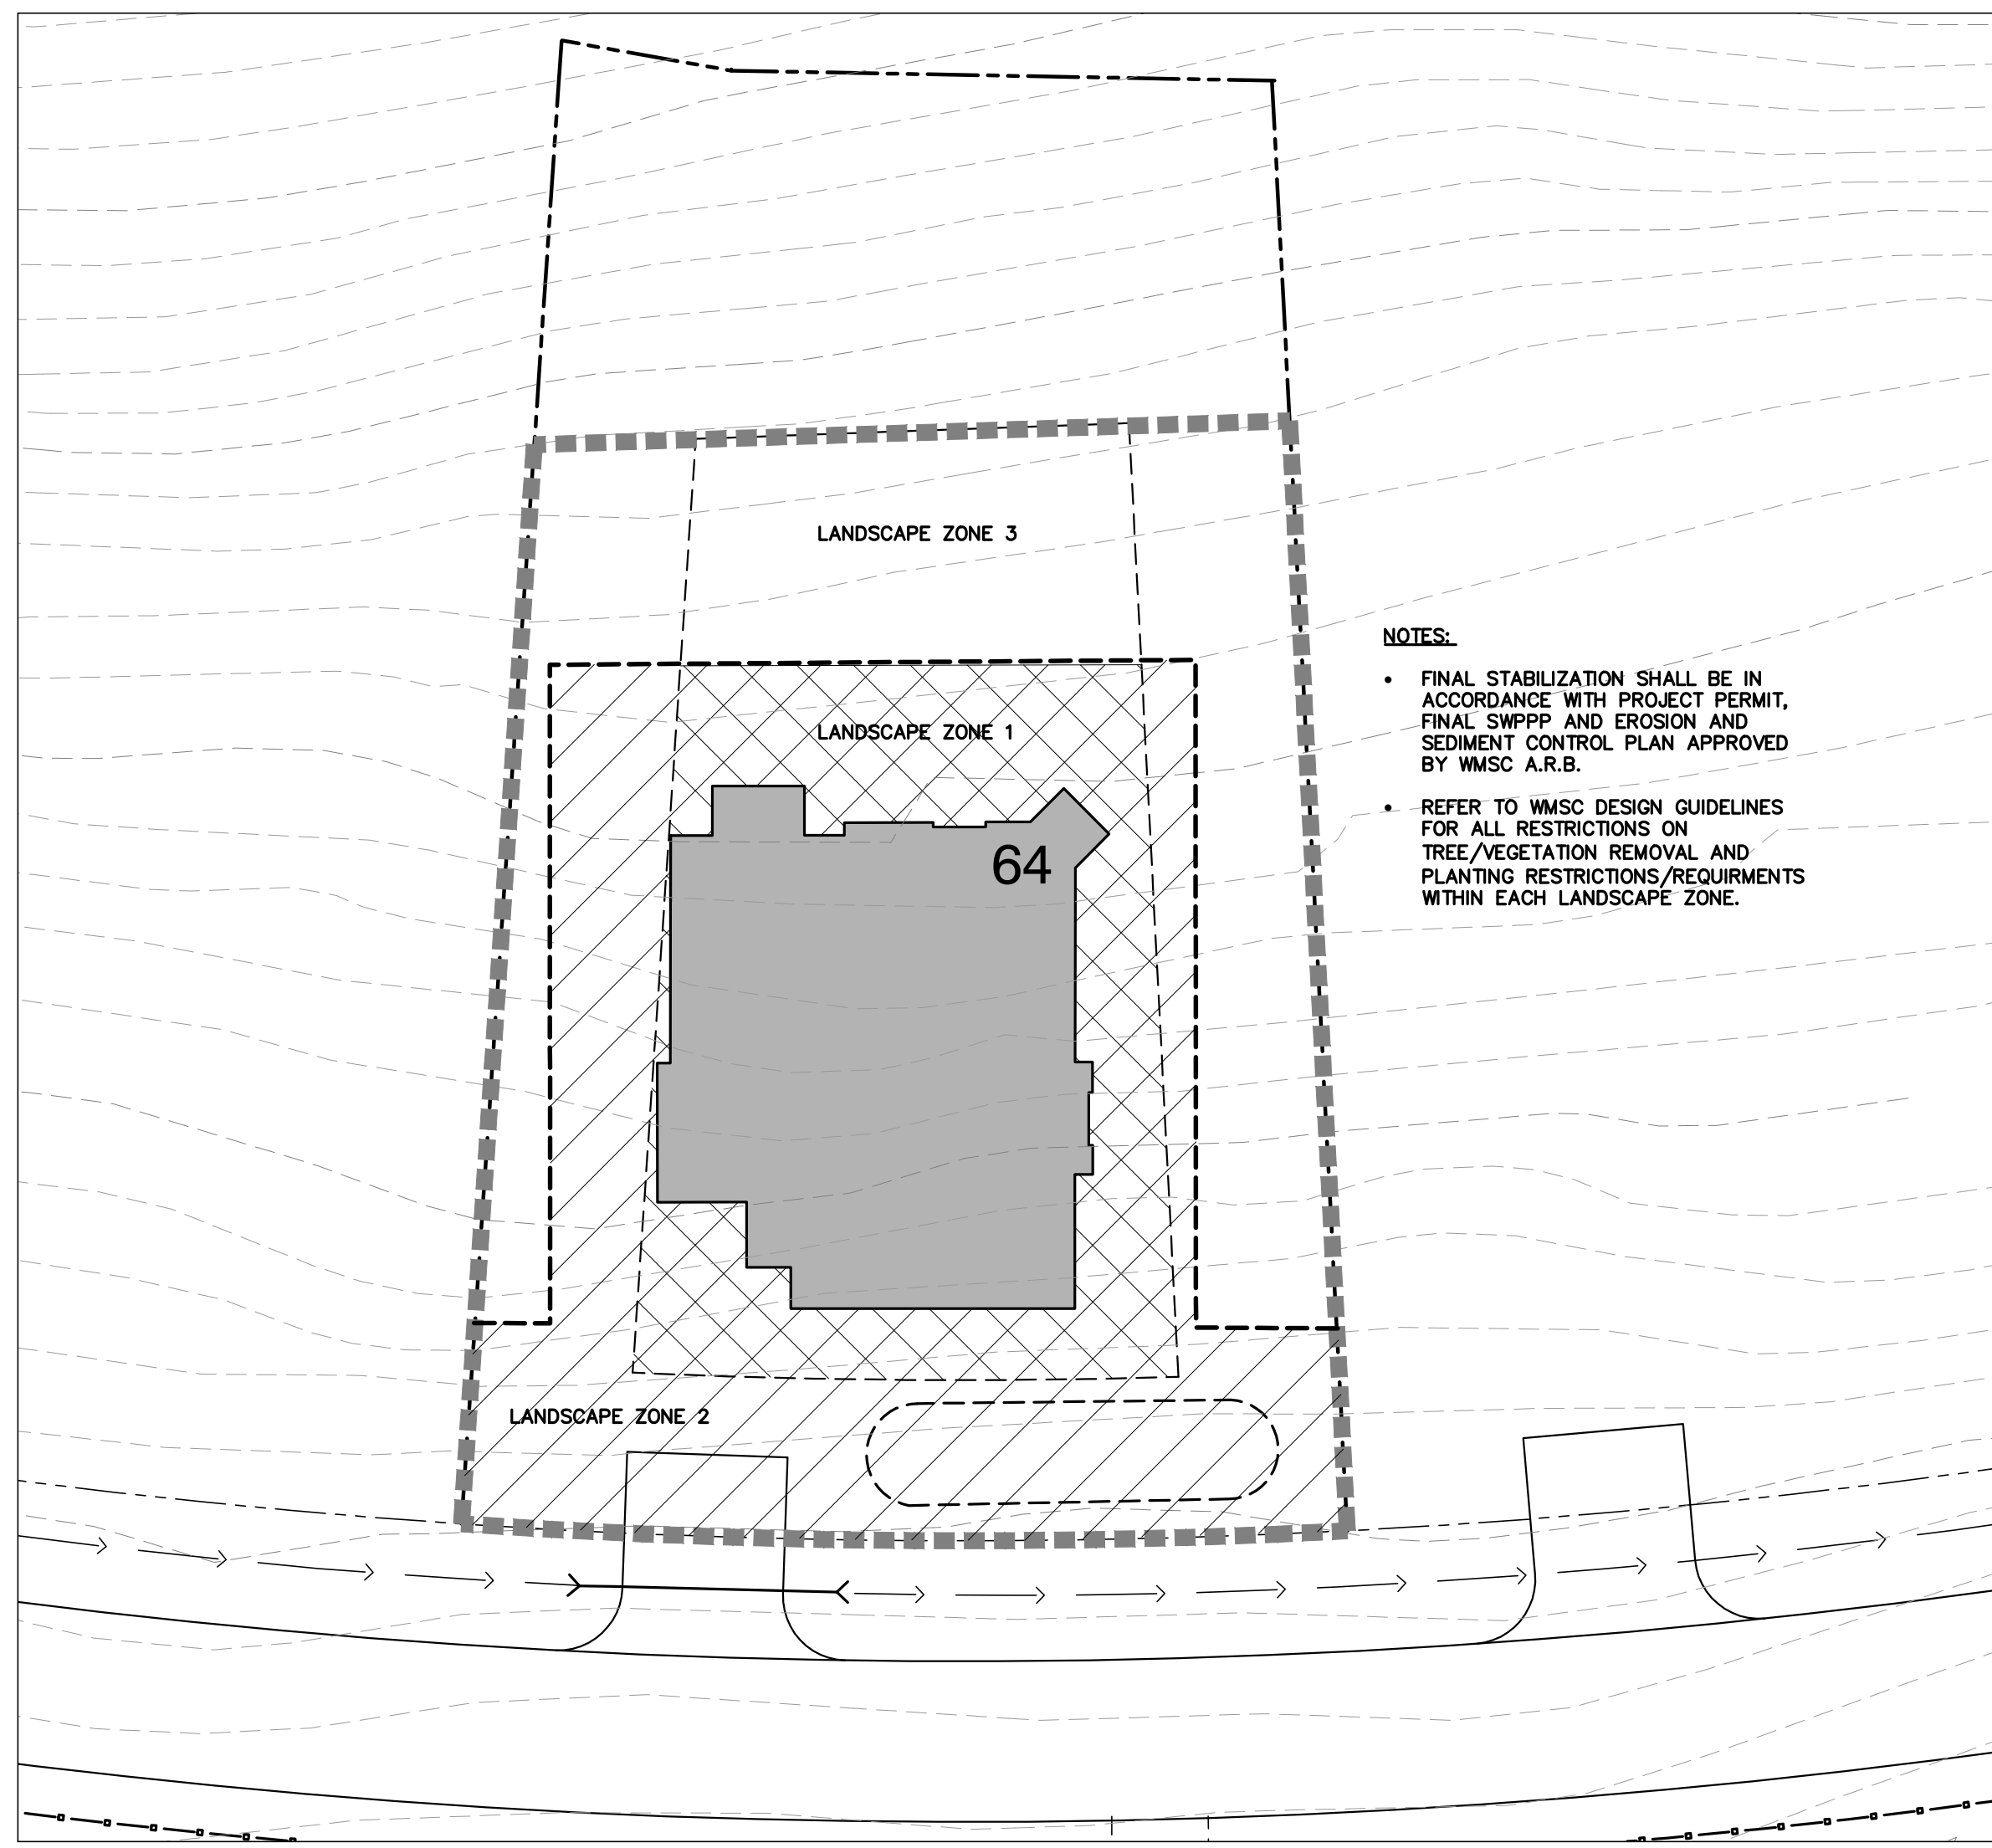 LANDSCAPE ZONE 3
NOTES:
• FINAL STABILIZATION SHALL BE IN
ACCORDANCE WITH PROJECT PERMIT,
FINAL SWPPP AND EROSION AND
SEDIMENT CONTROL PLAN APPROVED
BY WMSC A.R.B.
• REFER TO WMSC DESIGN GUIDELINES
FOR ALL RESTRICTIONS ON
TREE/VEGETATION REMOVAL AND
PLANTING RESTRICTIONS/REQUIRMENTS
WITHIN EACH LANDSCAPE ZONE.
LANDSCAPE ZONE 1
64
LANDSCAPE ZONE 2